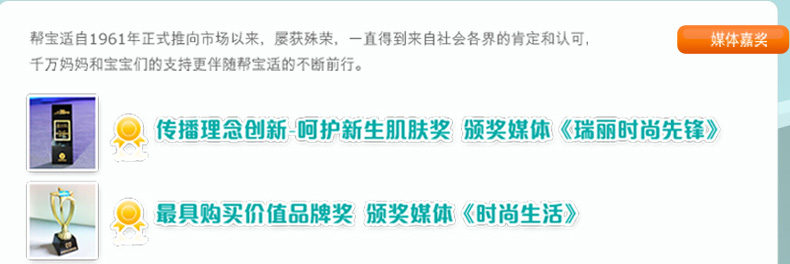 帮宝适自1961年正式推向市场以来，屡获殊荣，一直得到来自社会各界的肯定和认可，
千万妈妈和宝宝们的支持更伴随帮宝适的不断前行。
媒体嘉奖
传播理念创新-呵护新生肌肤奖 颁奖媒体《瑞丽时尚先锋》
最具购买价值品牌奖 颁奖媒体《时尚生活》